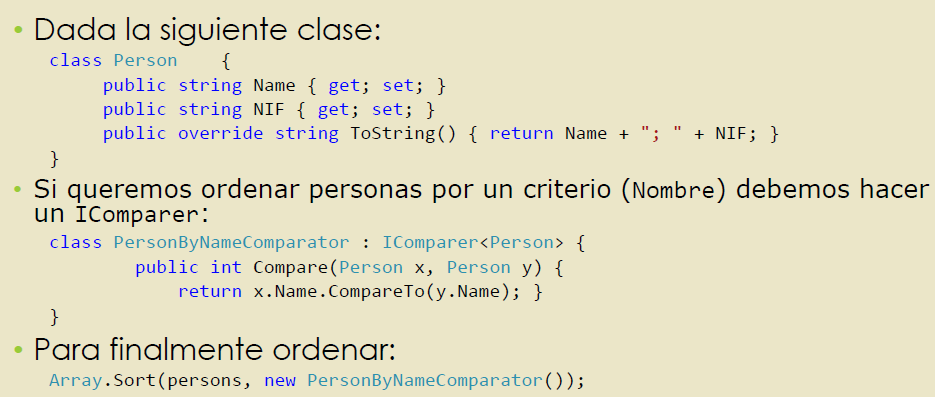 • Dada la siguiente clase:
class Person    {
public string Name { get; set; }
public string NIF { get; set; }
public override string ToString() { return Name + "; " + NIF; }
}
• Si queremos ordenar personas por un criterio (Nombre) debemos hacer
un IComparer:
class PersonByNameComparator : IComparer<Person> {
public int Compare(Person x, Person y) {
return x.Name.CompareTo(y.Name); }
}
• Para finalmente ordenar:
Array.Sort(persons, new PersonByNameComparator());